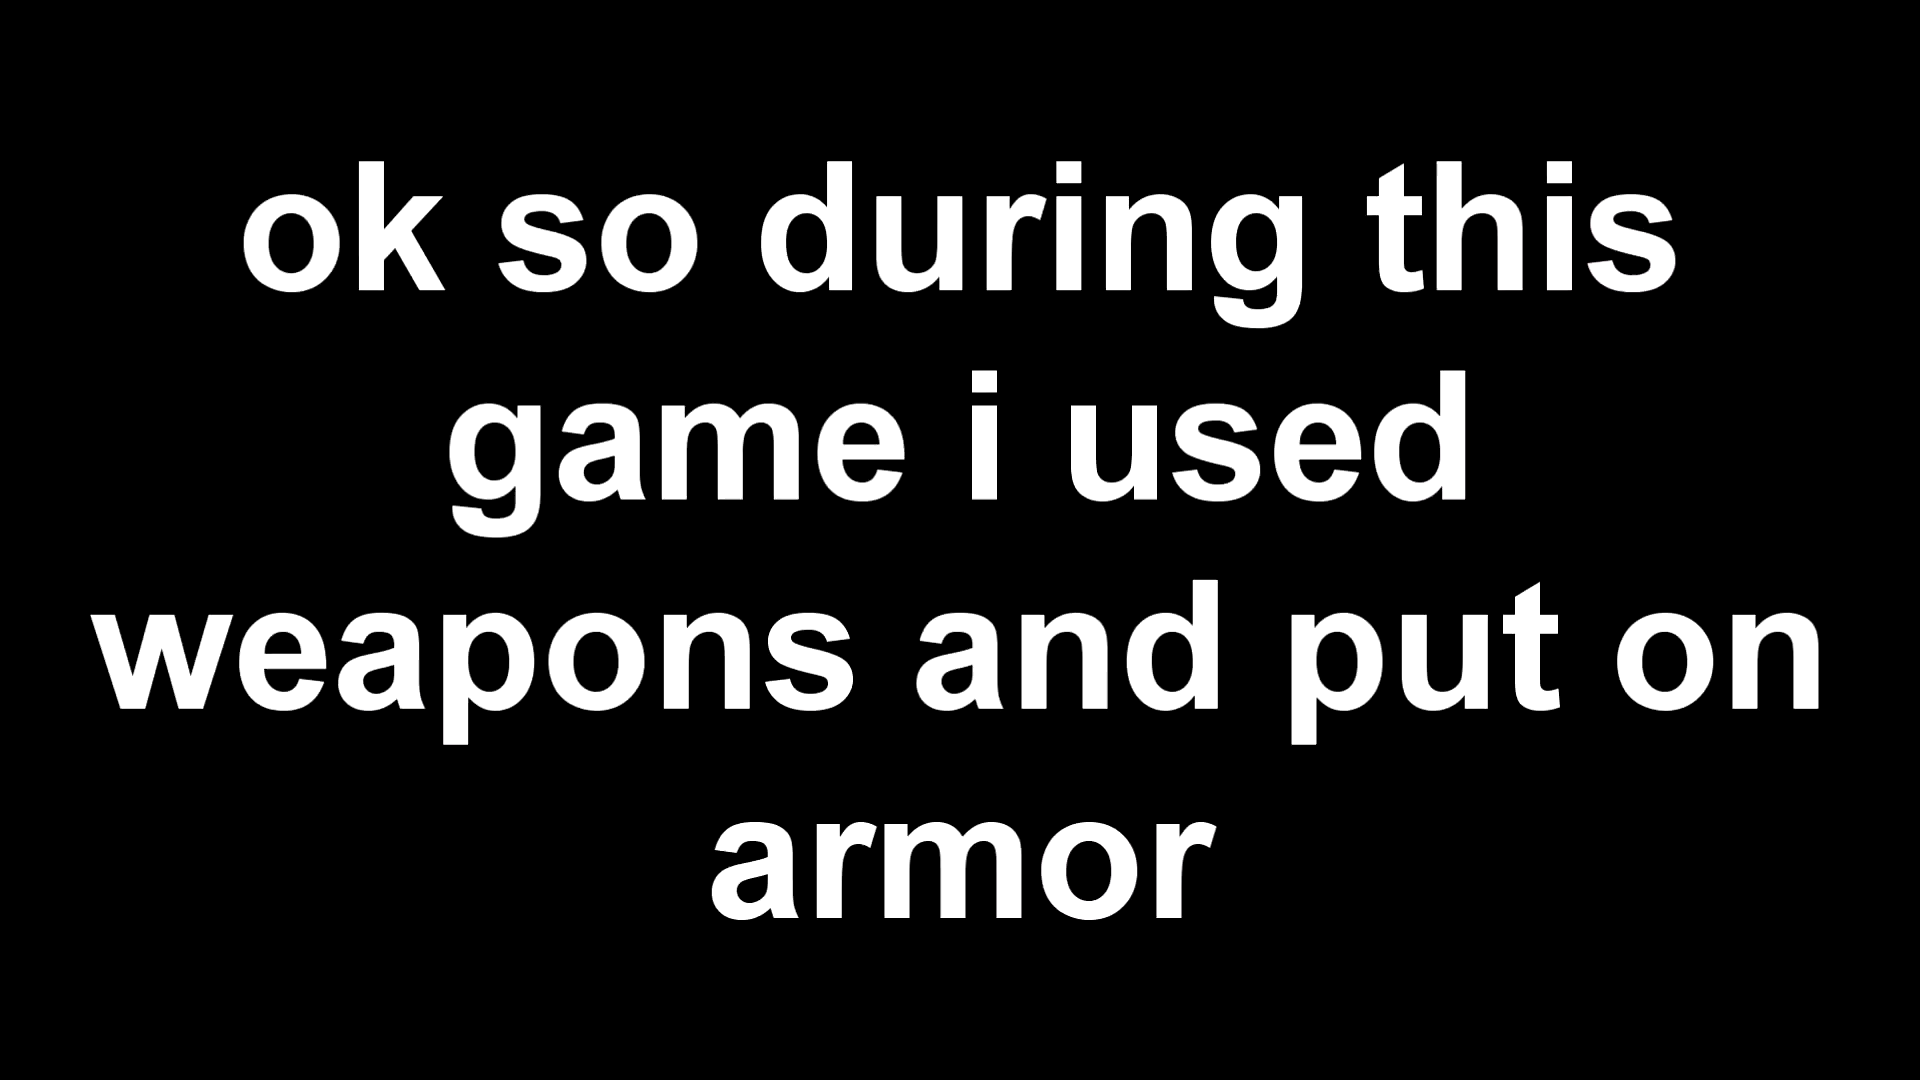 ok so during this
game i used
weapons and put on
armor